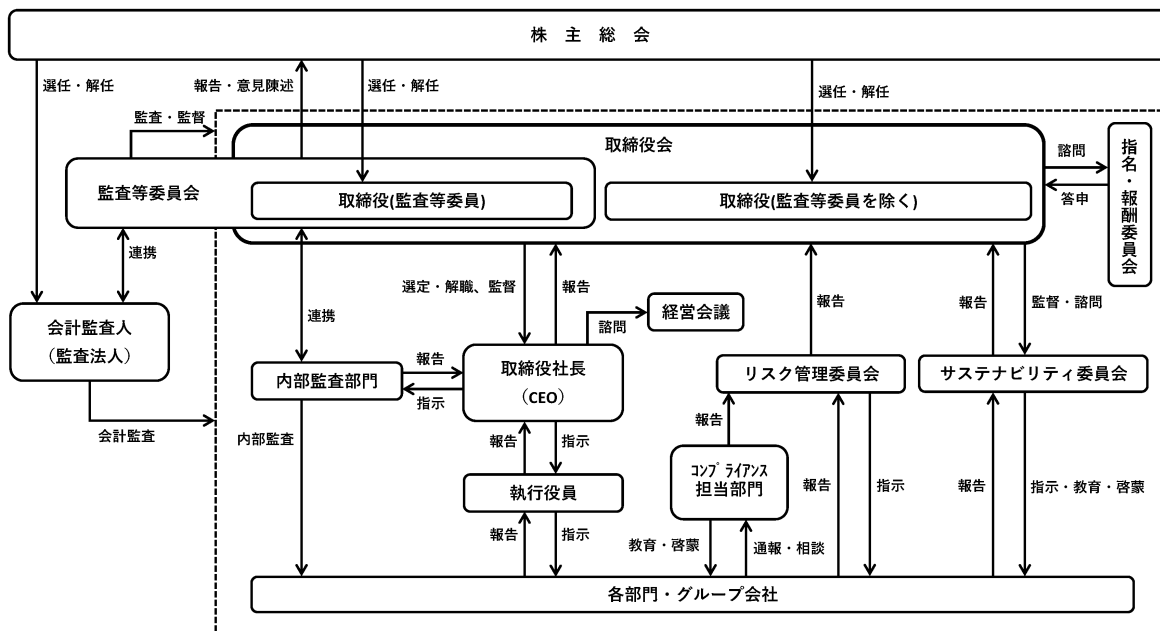 株 主 総 会
選任・解任
報告・意見陳述
選任・解任
選任・解任
監査・監督
取締役会
諮問
答申
指名・報酬委員会
監査等委員会
取締役(監査等委員)
取締役(監査等委員を除く)
連携
選定・解職、監督
報告
報告
報告
監督・諮問
連携
諮問
経営会議
会計監査人
（監査法人）
内部監査部門
報告
指示
取締役社長
（CEO）
リスク管理委員会
サステナビリティ委員会
会計監査
内部監査
報告
指示
報告
ｺﾝﾌﾟﾗｲｱﾝｽ
担当部門
執行役員
報告
指示
報告
指示・教育・啓蒙
報告
指示
教育・啓蒙
通報・相談
各部門・グループ会社